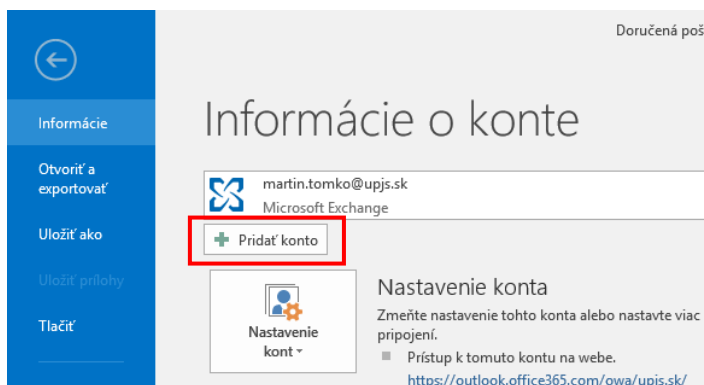 Doručená poš
Informácie
Informácie o konte
Otvoriť a
exportovať
martin.tomko@upjs.sk
Microsoft Exchange
Uložiť ako
Pridať konto
Uložiť prílohy
Nastavenie
kont
Nastavenie konta
Zmeňte nastavenie tohto konta alebo nastavte viac
pripojení.
Prístup k tomuto kontu na webe.
https://outlook.office365.com/owa/upjs.sk/
Tlačiť